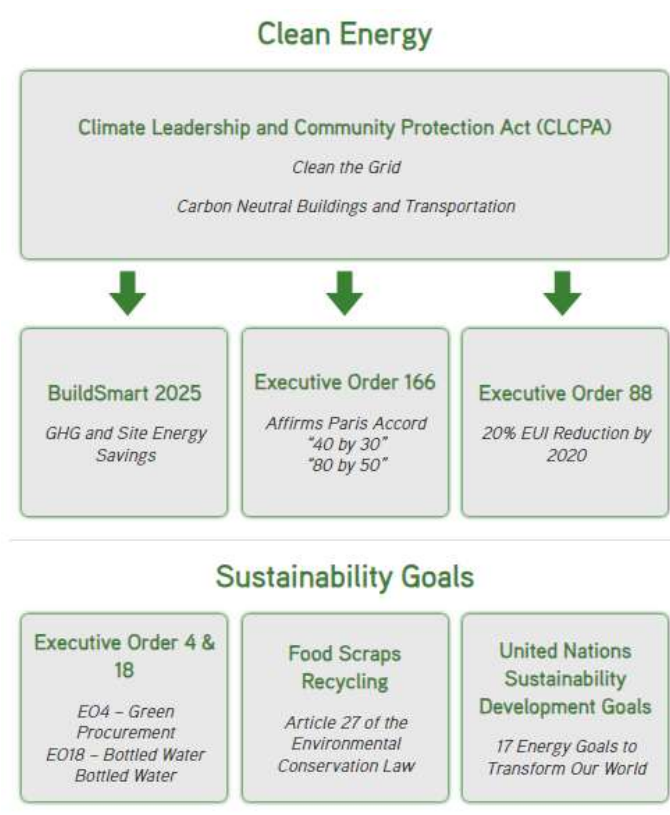 Clean Energy
Climate Leadership and Community Protection Act (CLCPA)
Clean the Grid
Carbon Neutral Buildings and Transportation
BuildSmart 2025
GHG and Site Energy
Savings
Executive Order 166
Affirms Paris Accord
"40 by 30"
"80 by 50"
Executive Order 88
20% EUI Reduction by
2020
Sustainability Goals
Executive Order 4 &
18
EO4 – Green
Procurement
EO18 – Bottled Water
Bottled Water
Food Scraps
Recycling
Article 27 of the
Environmental
Conservation Law
United Nations
Sustainability
Development Goals
17 Energy Goals to
Transform Our World